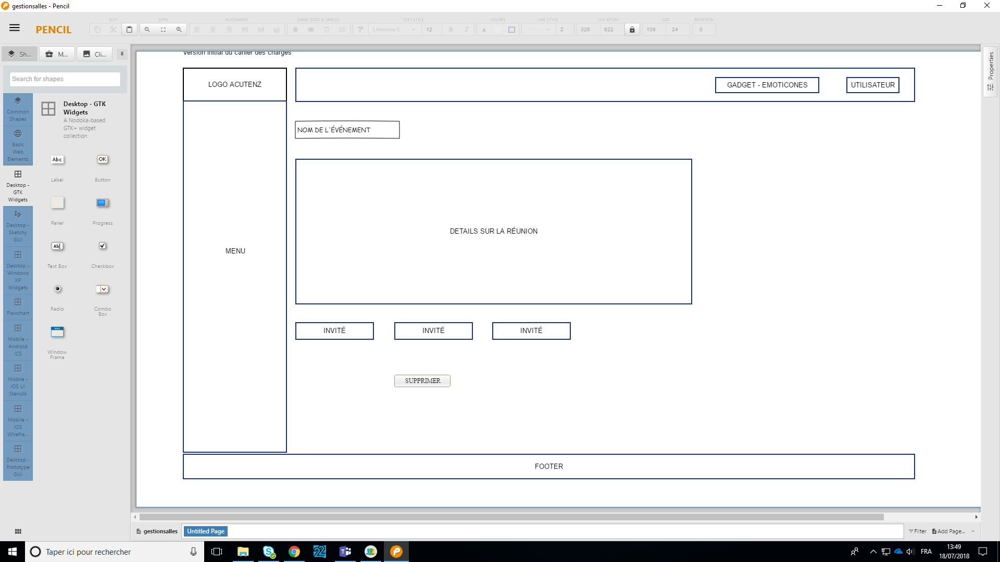 gestionsalles - Pencil
PENCIL
EDIT
100%
ALIGNMENT
SAME SIZES & SPACES
TEXT STYLE
COLORS
LINE STYLE
LOCATION
SIZE
ROTATION
Liberation S...
12
B
I
A
2
326
622
108
24
0
Sh...
M...
Cli...
Search for shapes
Common
Shapes
Basic
Web
Elements
Desktop -
GTK
Widgets
Desktop -
Sketchy
GUI
Desktop -
Windows
XP
Widgets
Flowchart
Mobile -
Android
ICS
Mobile -
iOS UI
Stencils
Mobile -
iOS
Wirefra...
Desktop -
Prototype
GUI
Desktop - GTK
Widgets
A Nodoka-based
GTK+ widget
collection
Abc
OK
Label
Button
Panel
Progress
Ab
Text Box
Checkbox
Radio
Combo
Box
Window
Frame
Version initial du cahier des charges
LOGO ACUTENZ
GADGET - EMOTICONES
UTILISATEUR
NOM DE L'ÉVÉNEMENT
DETAILS SUR LA RÉUNION
MENU
INVITÉ
INVITÉ
INVITÉ
SUPPRIMER
FOOTER
Properties
gestionsalles
Untitled Page
Filter
Add Page...
Taper ici pour rechercher
22
FRA
13:49
18/07/2018